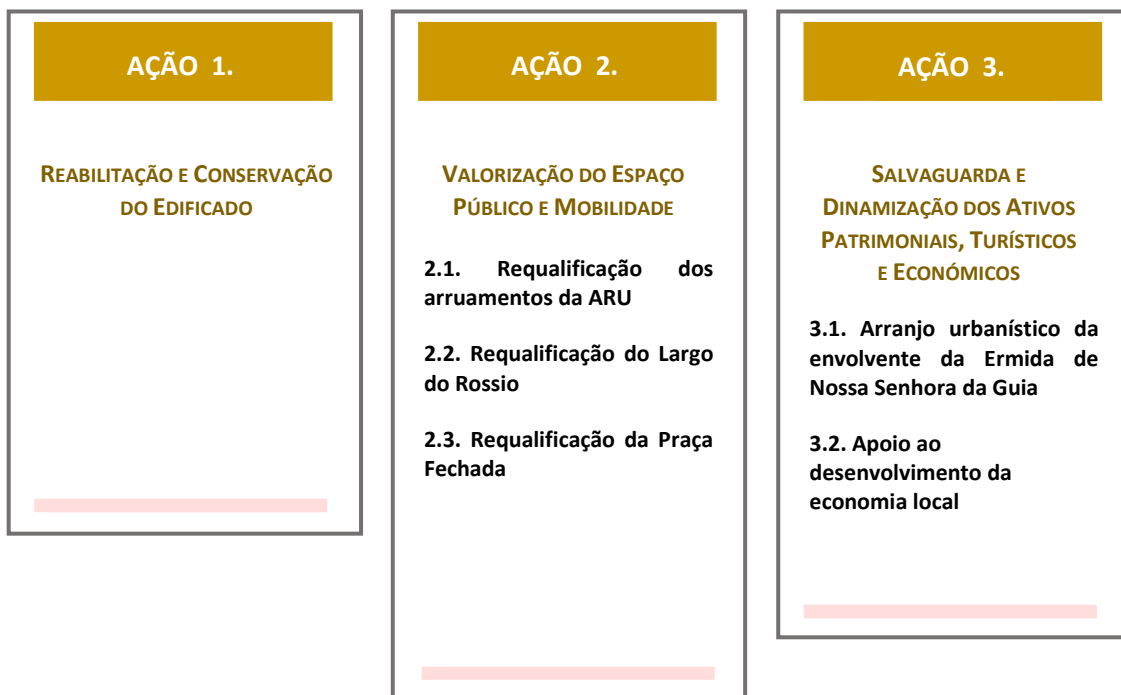 AÇÃO 1.
REABILITAÇÃO E CONSERVAÇÃO
DO EDIFICADO
AÇÃO 2.
VALORIZAÇÃO DO ESPAÇO
PÚBLICO E MOBILIDADE
2.1. Requalificação dos
arruamentos da ARU
2.2. Requalificação do Largo
do Rossio
2.3. Requalificação da Praça
Fechada
AÇÃO 3.
SALVAGUARDA E
DINAMIZAÇÃO DOS ATIVOS
PATRIMONIAIS, TURÍSTICOS
E ECONÓMICOS
3.1. Arranjo urbanístico da
envolvente da Ermida de
Nossa Senhora da Guia
3.2. Apoio ao
desenvolvimento da
economia local